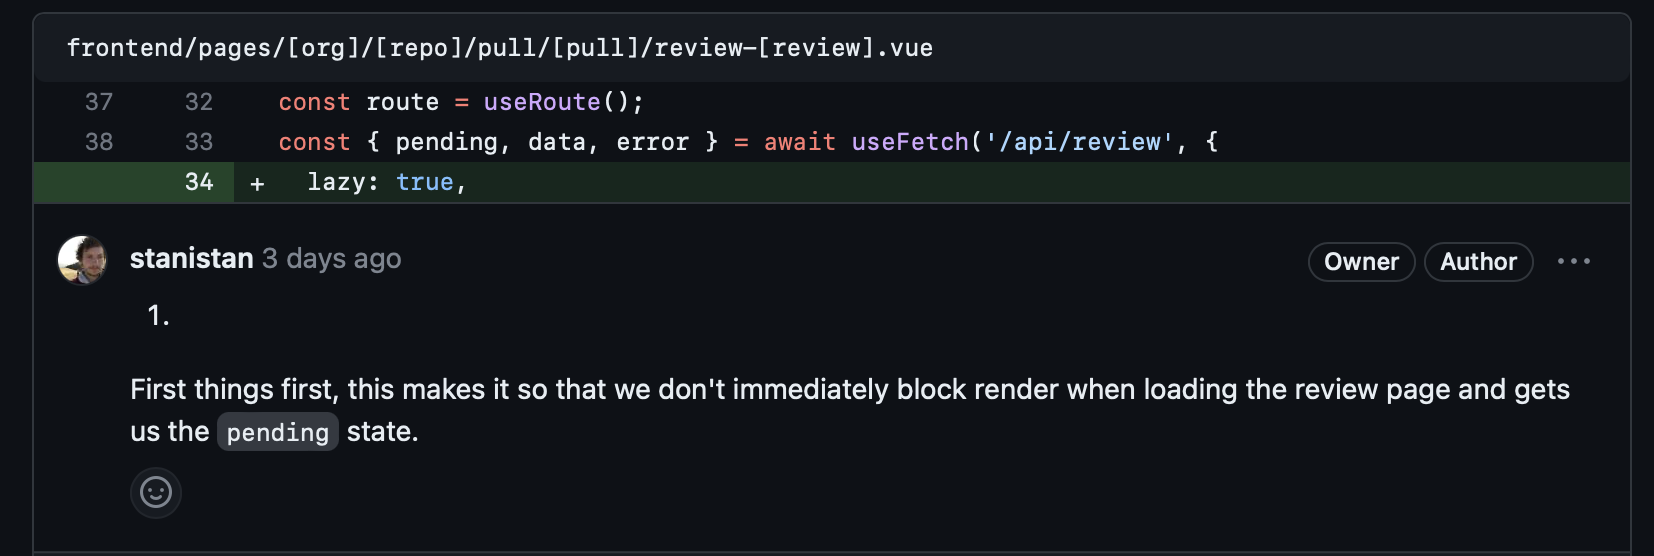 frontend/pages/[org]/[repo]/pull/[pull]/review-[review].vue
37 32 const route = useRoute();
38 33 const { pending, data, error } = await useFetch('/api/review', {
34 + lazy: true,
stanistan 3 days ago Owner Author ...
1.
First things first, this makes it so that we don't immediately block render when loading the review page and gets
us the pending state.